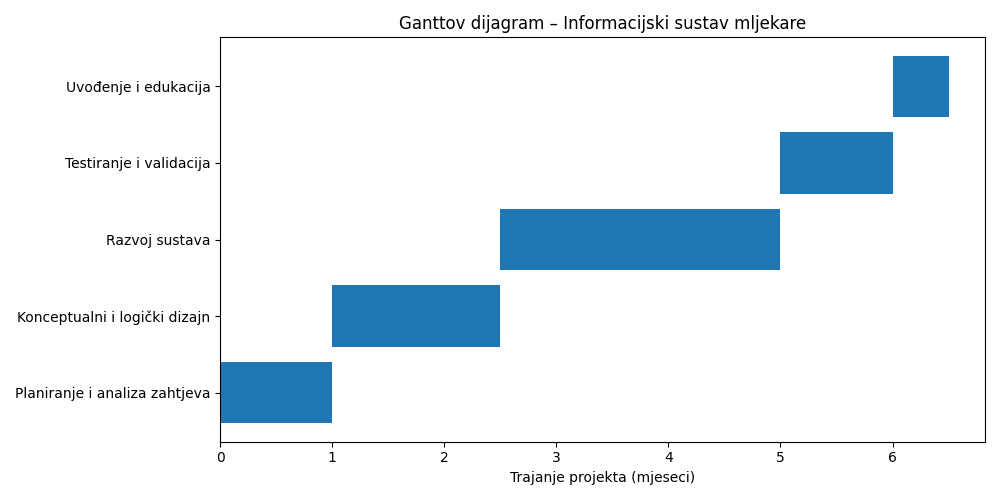 Ganttov dijagram – Informacijski sustav mljekare
Uvođenje i edukacija
Testiranje i validacija
Razvoj sustava
Konceptualni i logički dizajn
Planiranje i analiza zahtjeva
0 1 2 3 4 5 6
Trajanje projekta (mjeseci)